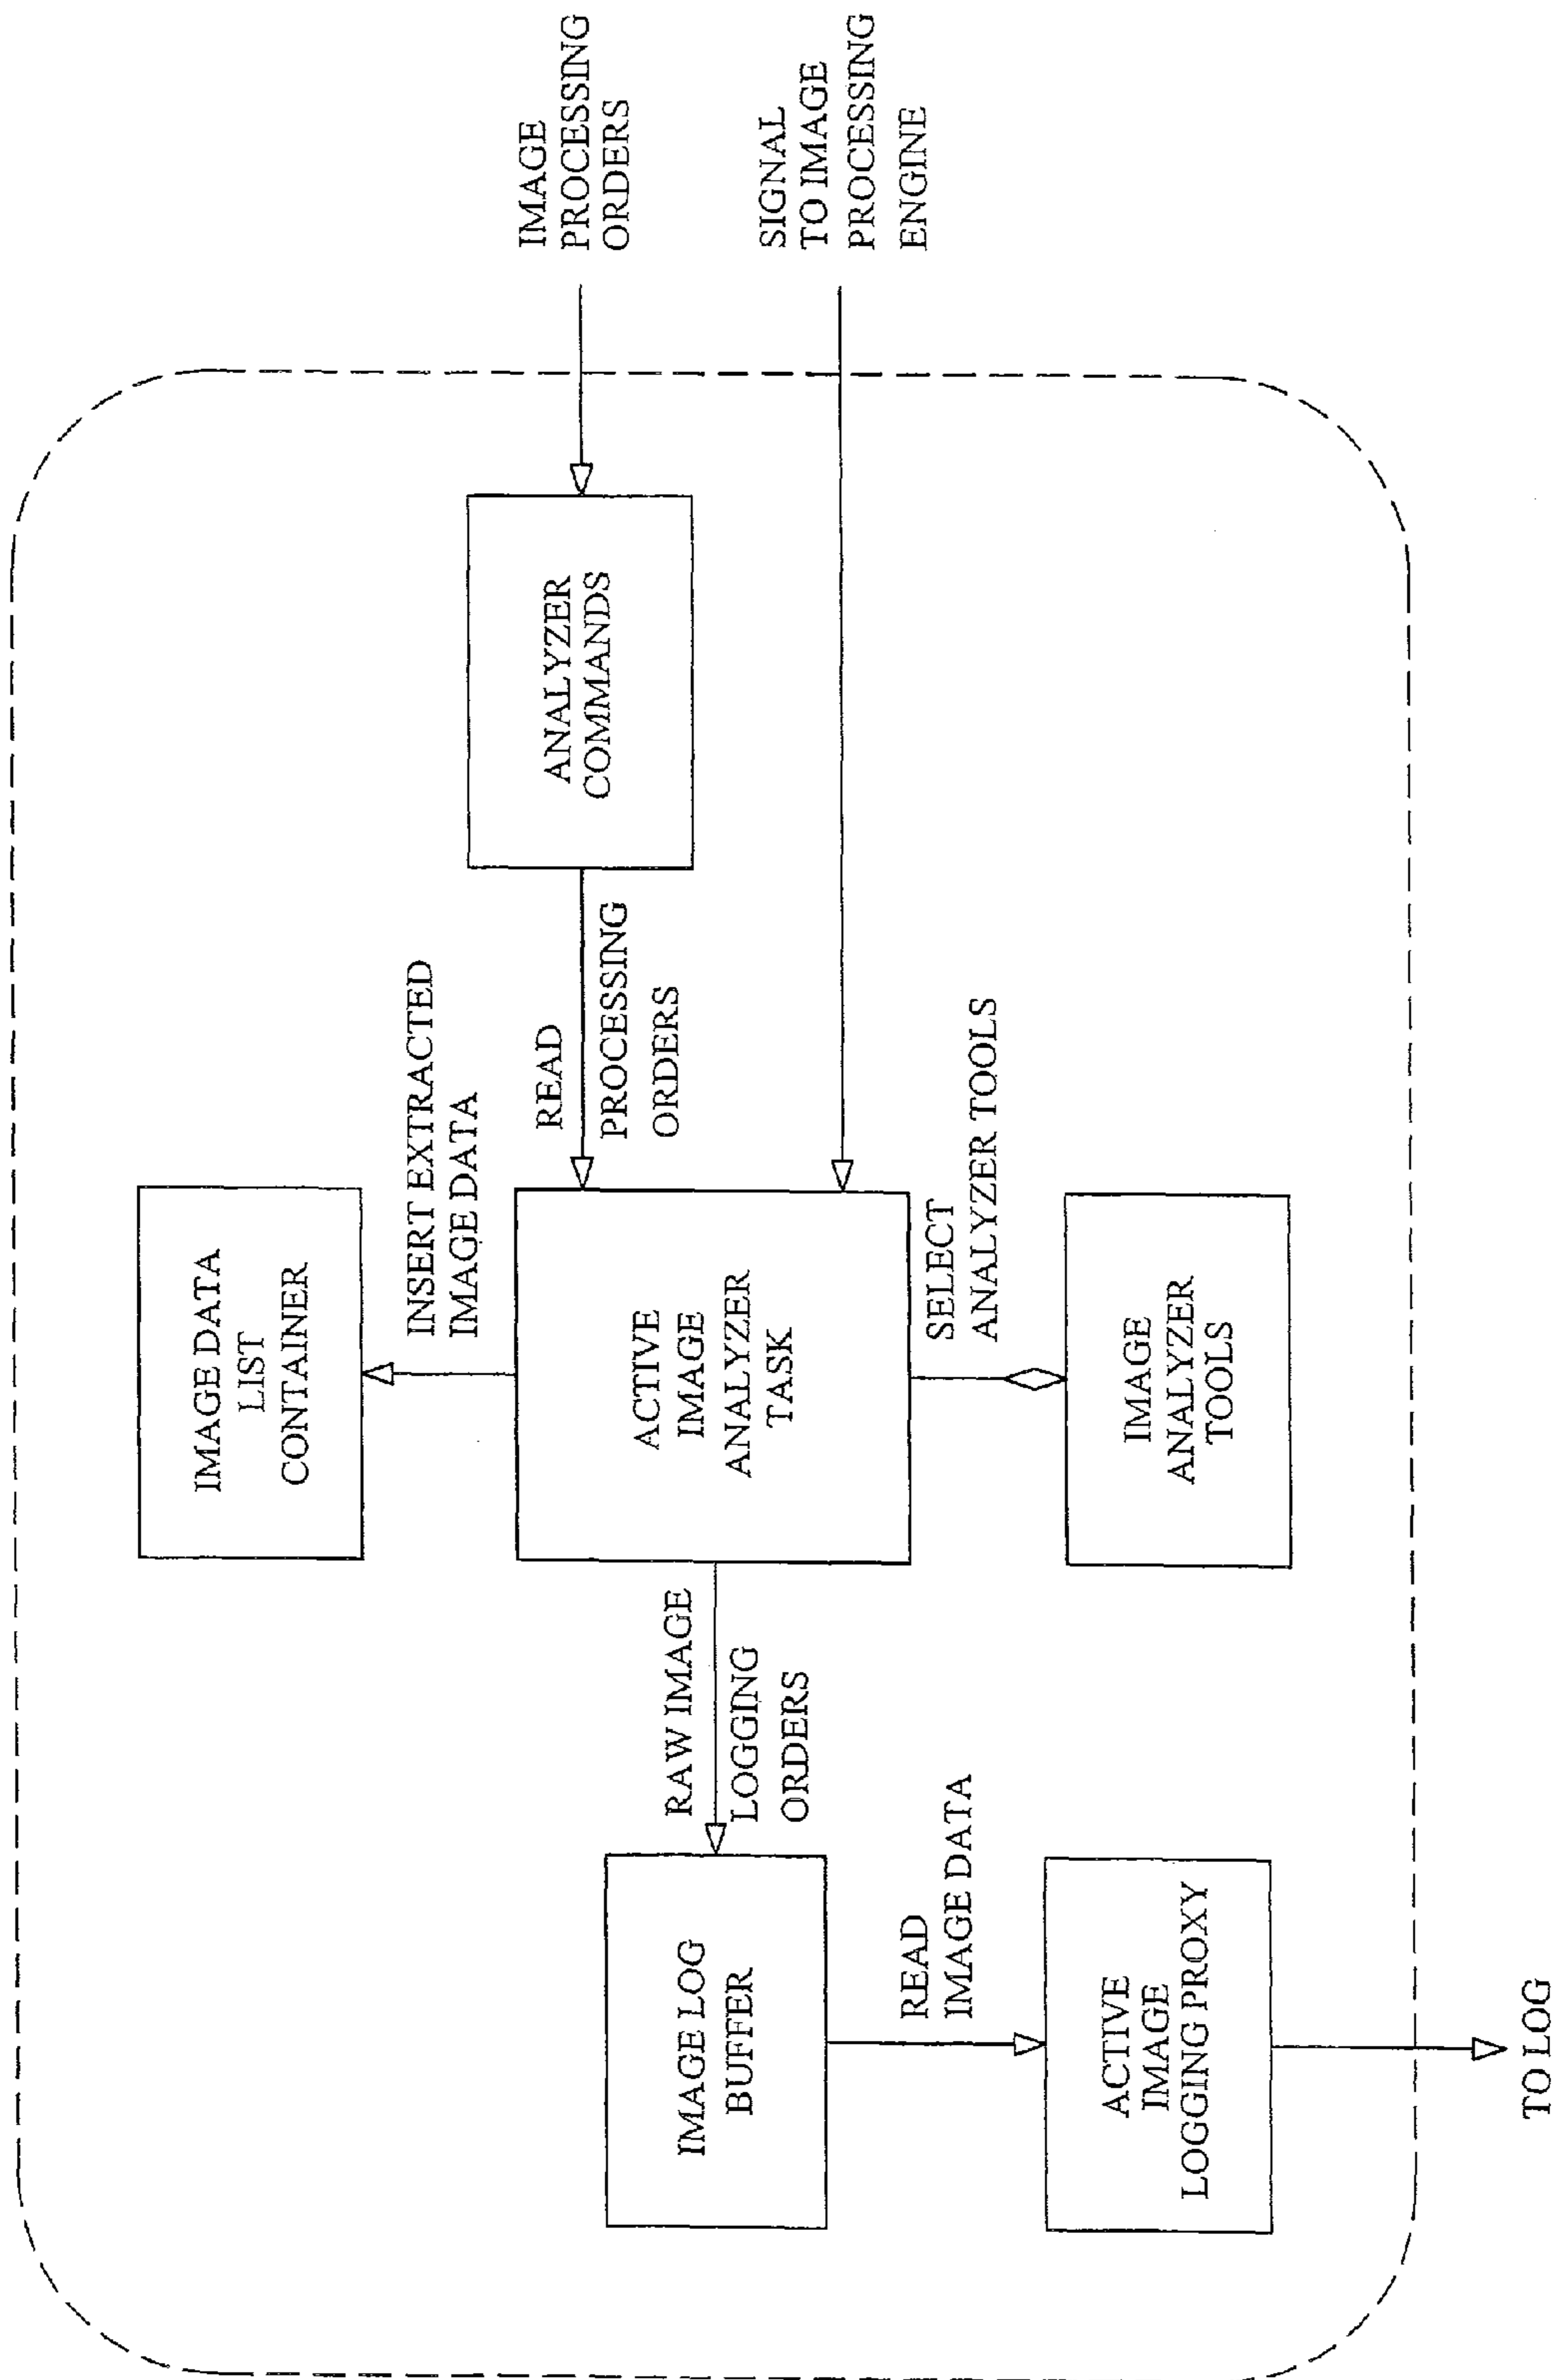 IMAGE
PROCESSING
ORDERS
SIGNAL
TO IMAGE
PROCESSING
ENGINE
ANALYZER
COMMANDS
READ
PROCESSING
ORDERS
INSERT EXTRACTED
IMAGE DATA
IMAGE DATA
LIST
CONTAINER
ACTIVE
IMAGE
ANALYZER
TASK
SELECT
ANALYZER TOOLS
IMAGE
ANALYZER
TOOLS
RAW IMAGE
LOGGING
ORDERS
IMAGE LOG
BUFFER
READ
IMAGE DATA
ACTIVE
IMAGE
LOGGING PROXY
TO LOG